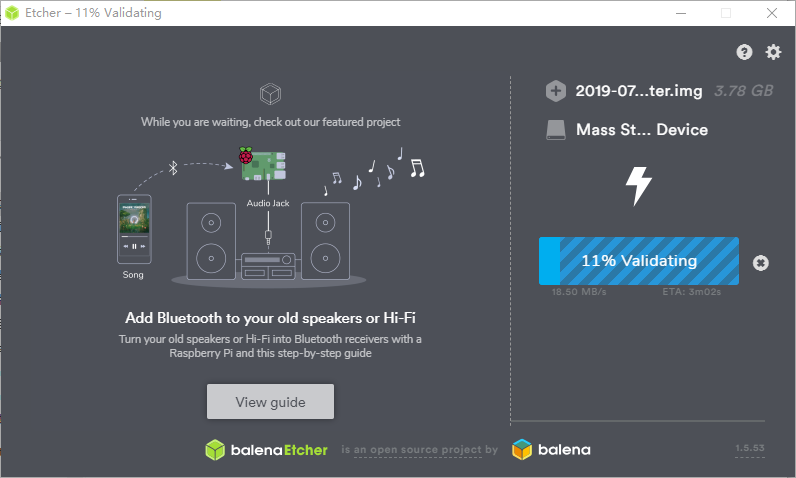 Etcher – 11% Validating
While you are waiting, check out our featured project
Audio Jack
Song
Add Bluetooth to your old speakers or Hi-Fi
Turn your old speakers or Hi-Fi into Bluetooth receivers with a
Raspberry Pi and this step-by-step guide
View guide
2019-07...ter.img 3.78 GB
Mass St... Device
11% Validating
18.50 MB/s ETA: 3m02s
balenaEtcher is an open source project by balena
1.5.53